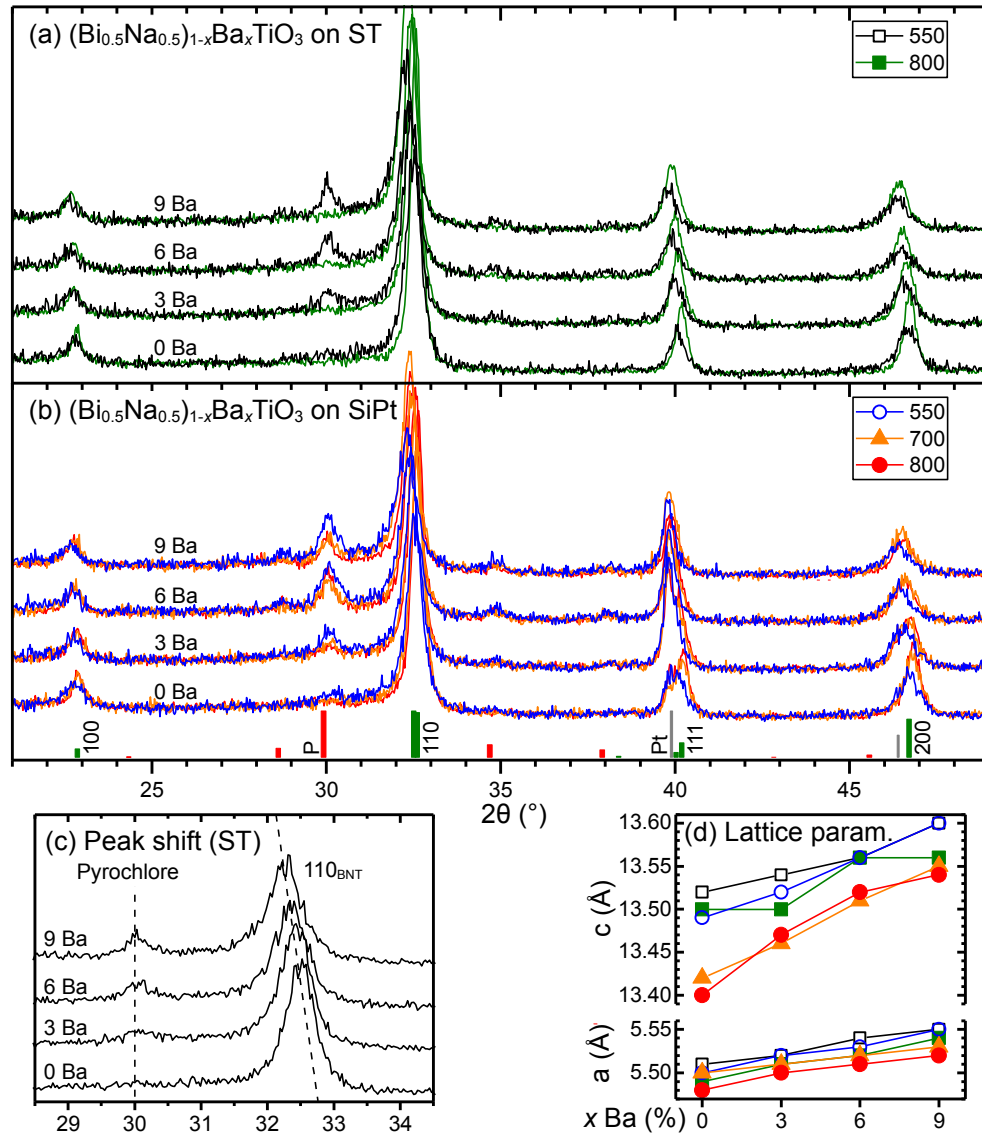 (a) (Bi0.5Na0.5)1-xBaxTiO3 on ST
550
800
9 Ba
6 Ba
3 Ba
0 Ba
(b) (Bi0.5Na0.5)1-xBaxTiO3 on SiPt
550
700
800
9 Ba
6 Ba
3 Ba
0 Ba
100
P
110
Pt
111
200
25 30 35 40 45
2θ (°)
(c) Peak shift (ST)
Pyrochlore
110BNT
9 Ba
6 Ba
3 Ba
0 Ba
29 30 31 32 33 34
(d) Lattice param.
13.60
13.55
13.50
13.45
13.40
c (Å)
5.55
5.50
a (Å)
0 3 6 9
x Ba (%)